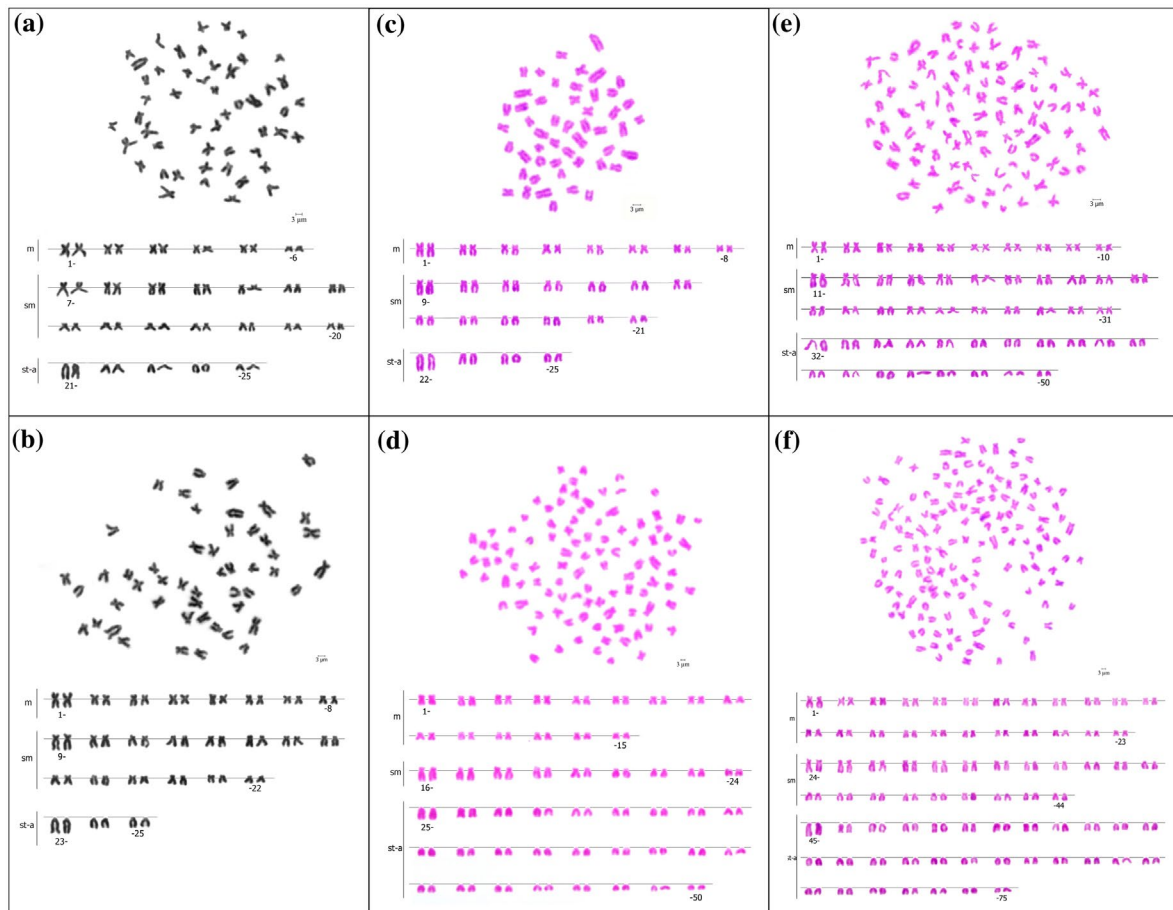 (a)
3 µm
m
1-
-6
sm
7-
-20
st-a
21-
-25
(b)
3 µm
m
1-
-8
sm
9-
-22
st-a
23-
-25
(c)
3 µm
m
1-
-8
sm
9-
-21
st-a
22-
-25
(d)
3 µm
m
1-
-15
sm
16-
-24
st-a
25-
-50
(e)
3 µm
m
1-
-10
sm
11-
-31
st-a
32-
-50
(f)
3 µm
m
1-
-23
sm
24-
-44
st-a
45-
-75